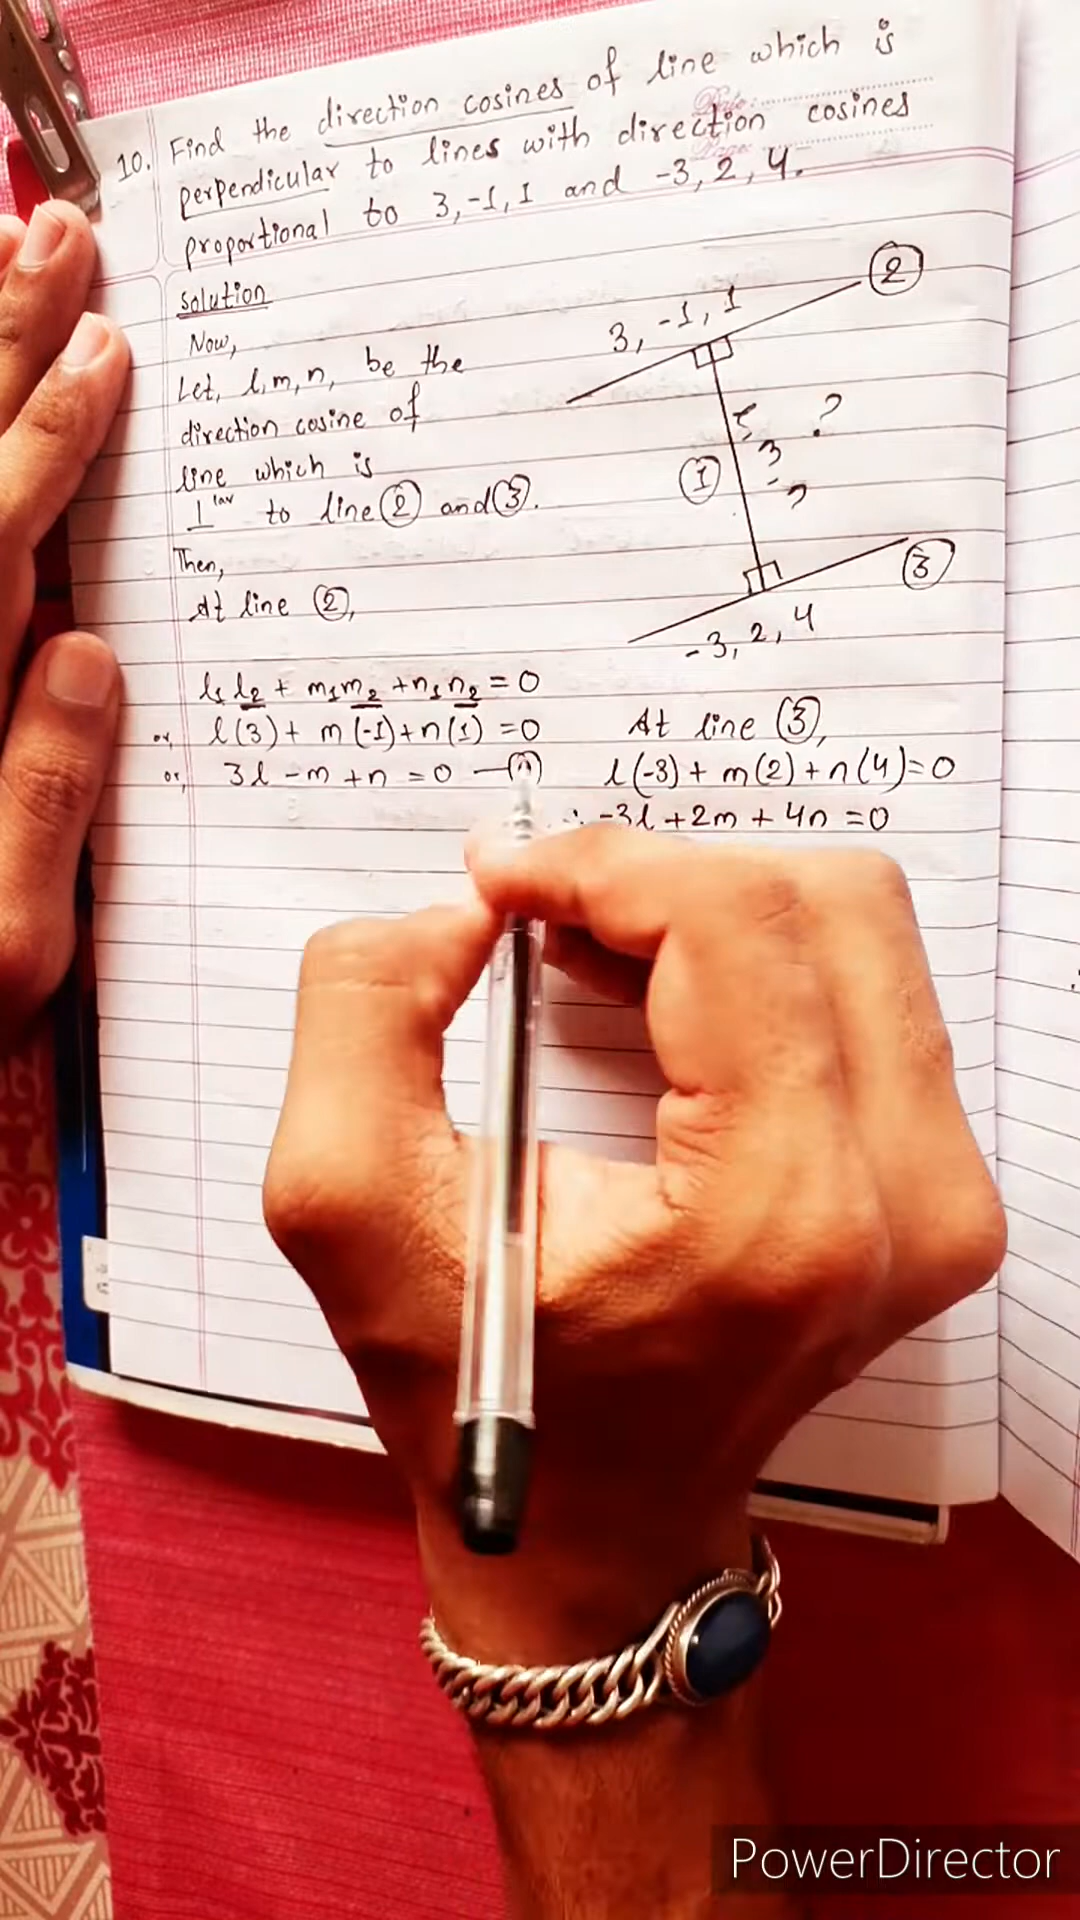 10. Find the direction cosines of line which is
perpendicular to lines with direction cosines
proportional to 3, -1, 1 and -3, 2, 4.
Solution
Now,
Let, l, m, n, be the
direction cosine of
line which is
⊥lar to line ② and ③.
Then,
At line ②,
3, -1, 1
②
①
l, m, n
?
③
-3, 2, 4
l₁l₂ + m₁m₂ + n₁n₂ = 0
or, l(3) + m(-1) + n(1) = 0
or, 3l - m + n = 0
At line ③,
l(-3) + m(2) + n(4) = 0
∴ -3l + 2m + 4n = 0
PowerDirector